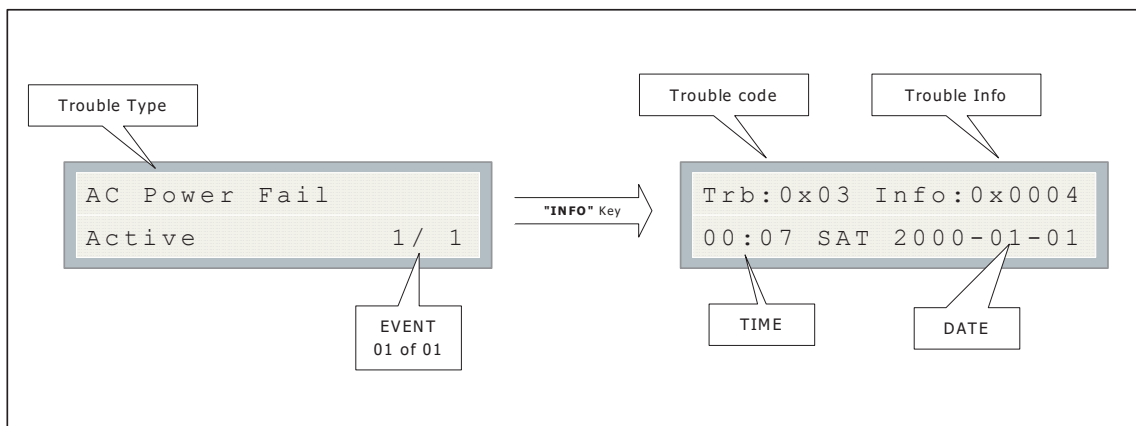 Trouble Type
AC Power Fail
Active 1/ 1
EVENT
01 of 01
"INFO" Key
Trouble code
Trouble Info
Trb:0x03 Info:0x0004
00:07 SAT 2000-01-01
TIME
DATE